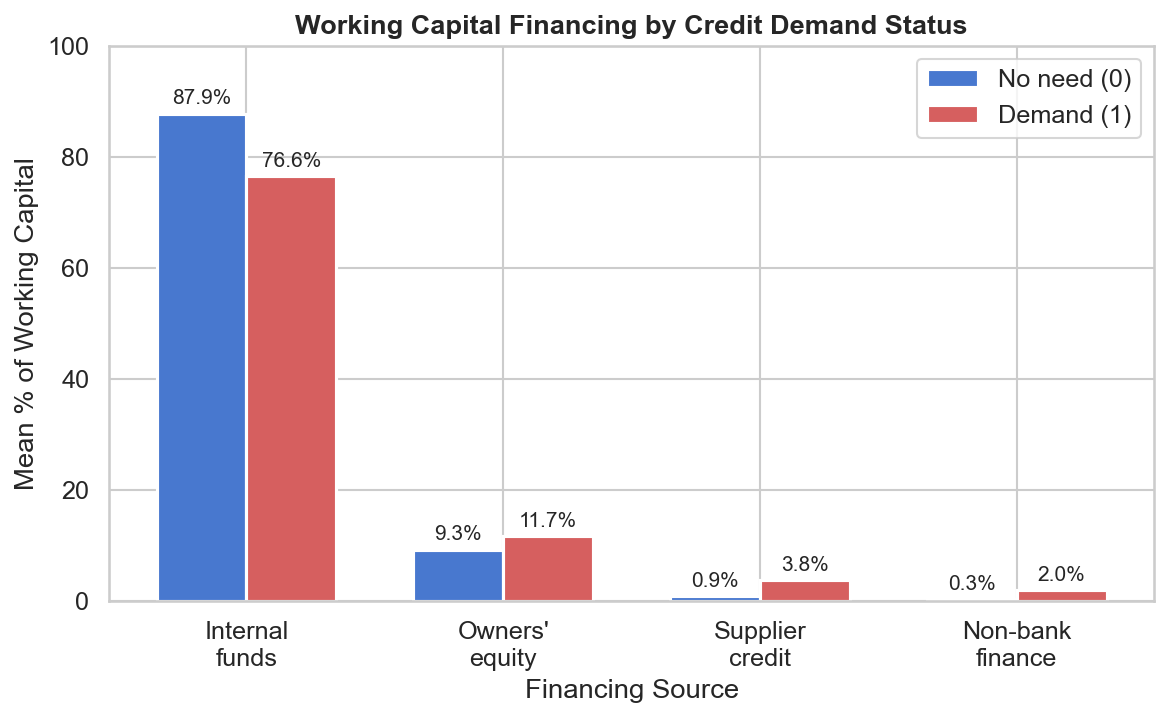 Working Capital Financing by Credit Demand Status
Mean % of Working Capital
100
80
60
40
20
0
No need (0)
Demand (1)
87.9%
76.6%
9.3%
11.7%
0.9%
3.8%
0.3%
2.0%
Internal
funds
Owners'
equity
Supplier
credit
Non-bank
finance
Financing Source